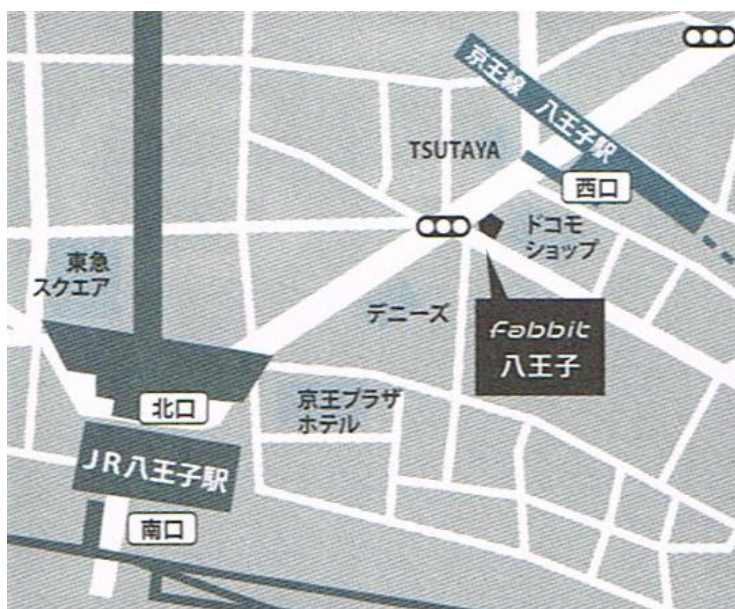 京王線 八王子駅
TSUTAYA
西口
ドコモ
ショップ
東急
スクエア
デニーズ
fabbit
八王子
京王プラザ
ホテル
北口
JR八王子駅
南口